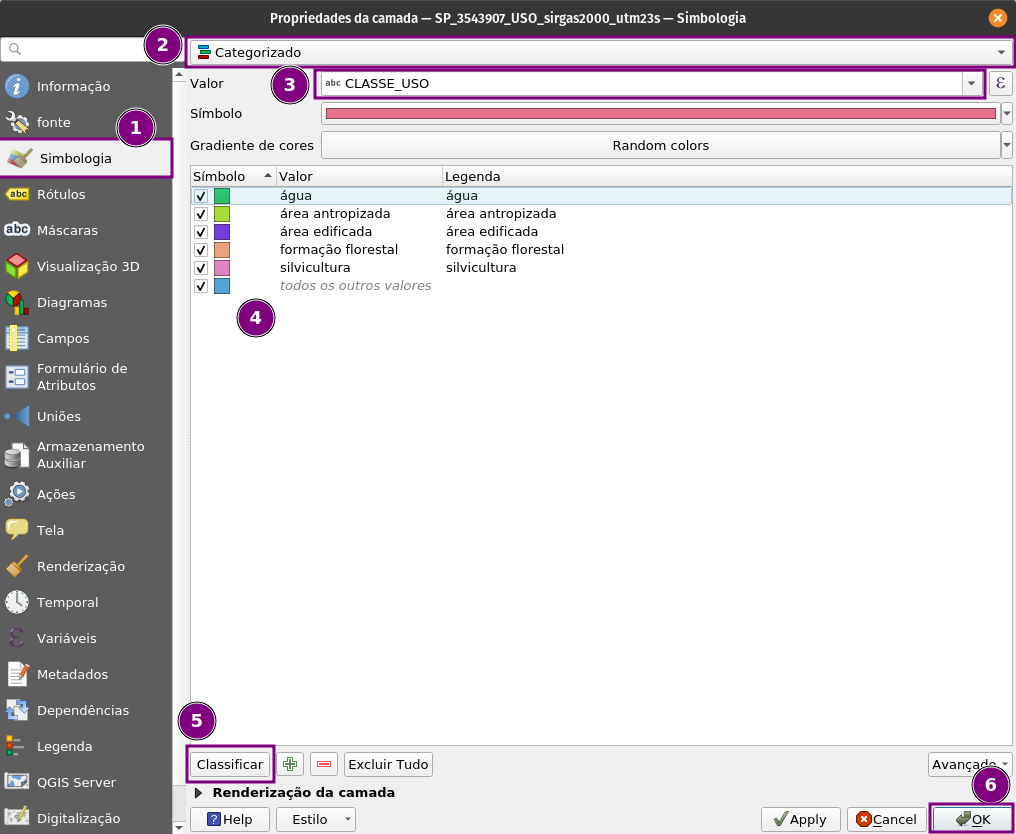 Propriedades da camada — SP_3543907_USO_sirgas2000_utm23s — Simbologia
2
Categorizado
Informação
fonte
1
Simbologia
abc Rótulos
abc Máscaras
Visualização 3D
Diagramas
Campos
Formulário de
Atributos
Uniões
Armazenamento
Auxiliar
Ações
Tela
Renderização
Temporal
ε Variáveis
Metadados
Dependências
Legenda
QGIS Server
Digitalização
Valor
3
abc CLASSE_USO
ε
Símbolo
Gradiente de cores
Random colors
Símbolo Valor Legenda
água água
área antropizada área antropizada
área edificada área edificada
formação florestal formação florestal
silvicultura silvicultura
todos os outros valores
4
5
Classificar
Excluir Tudo
Avançado
Renderização da camada
6
? Help
Estilo
Apply
Cancel
OK